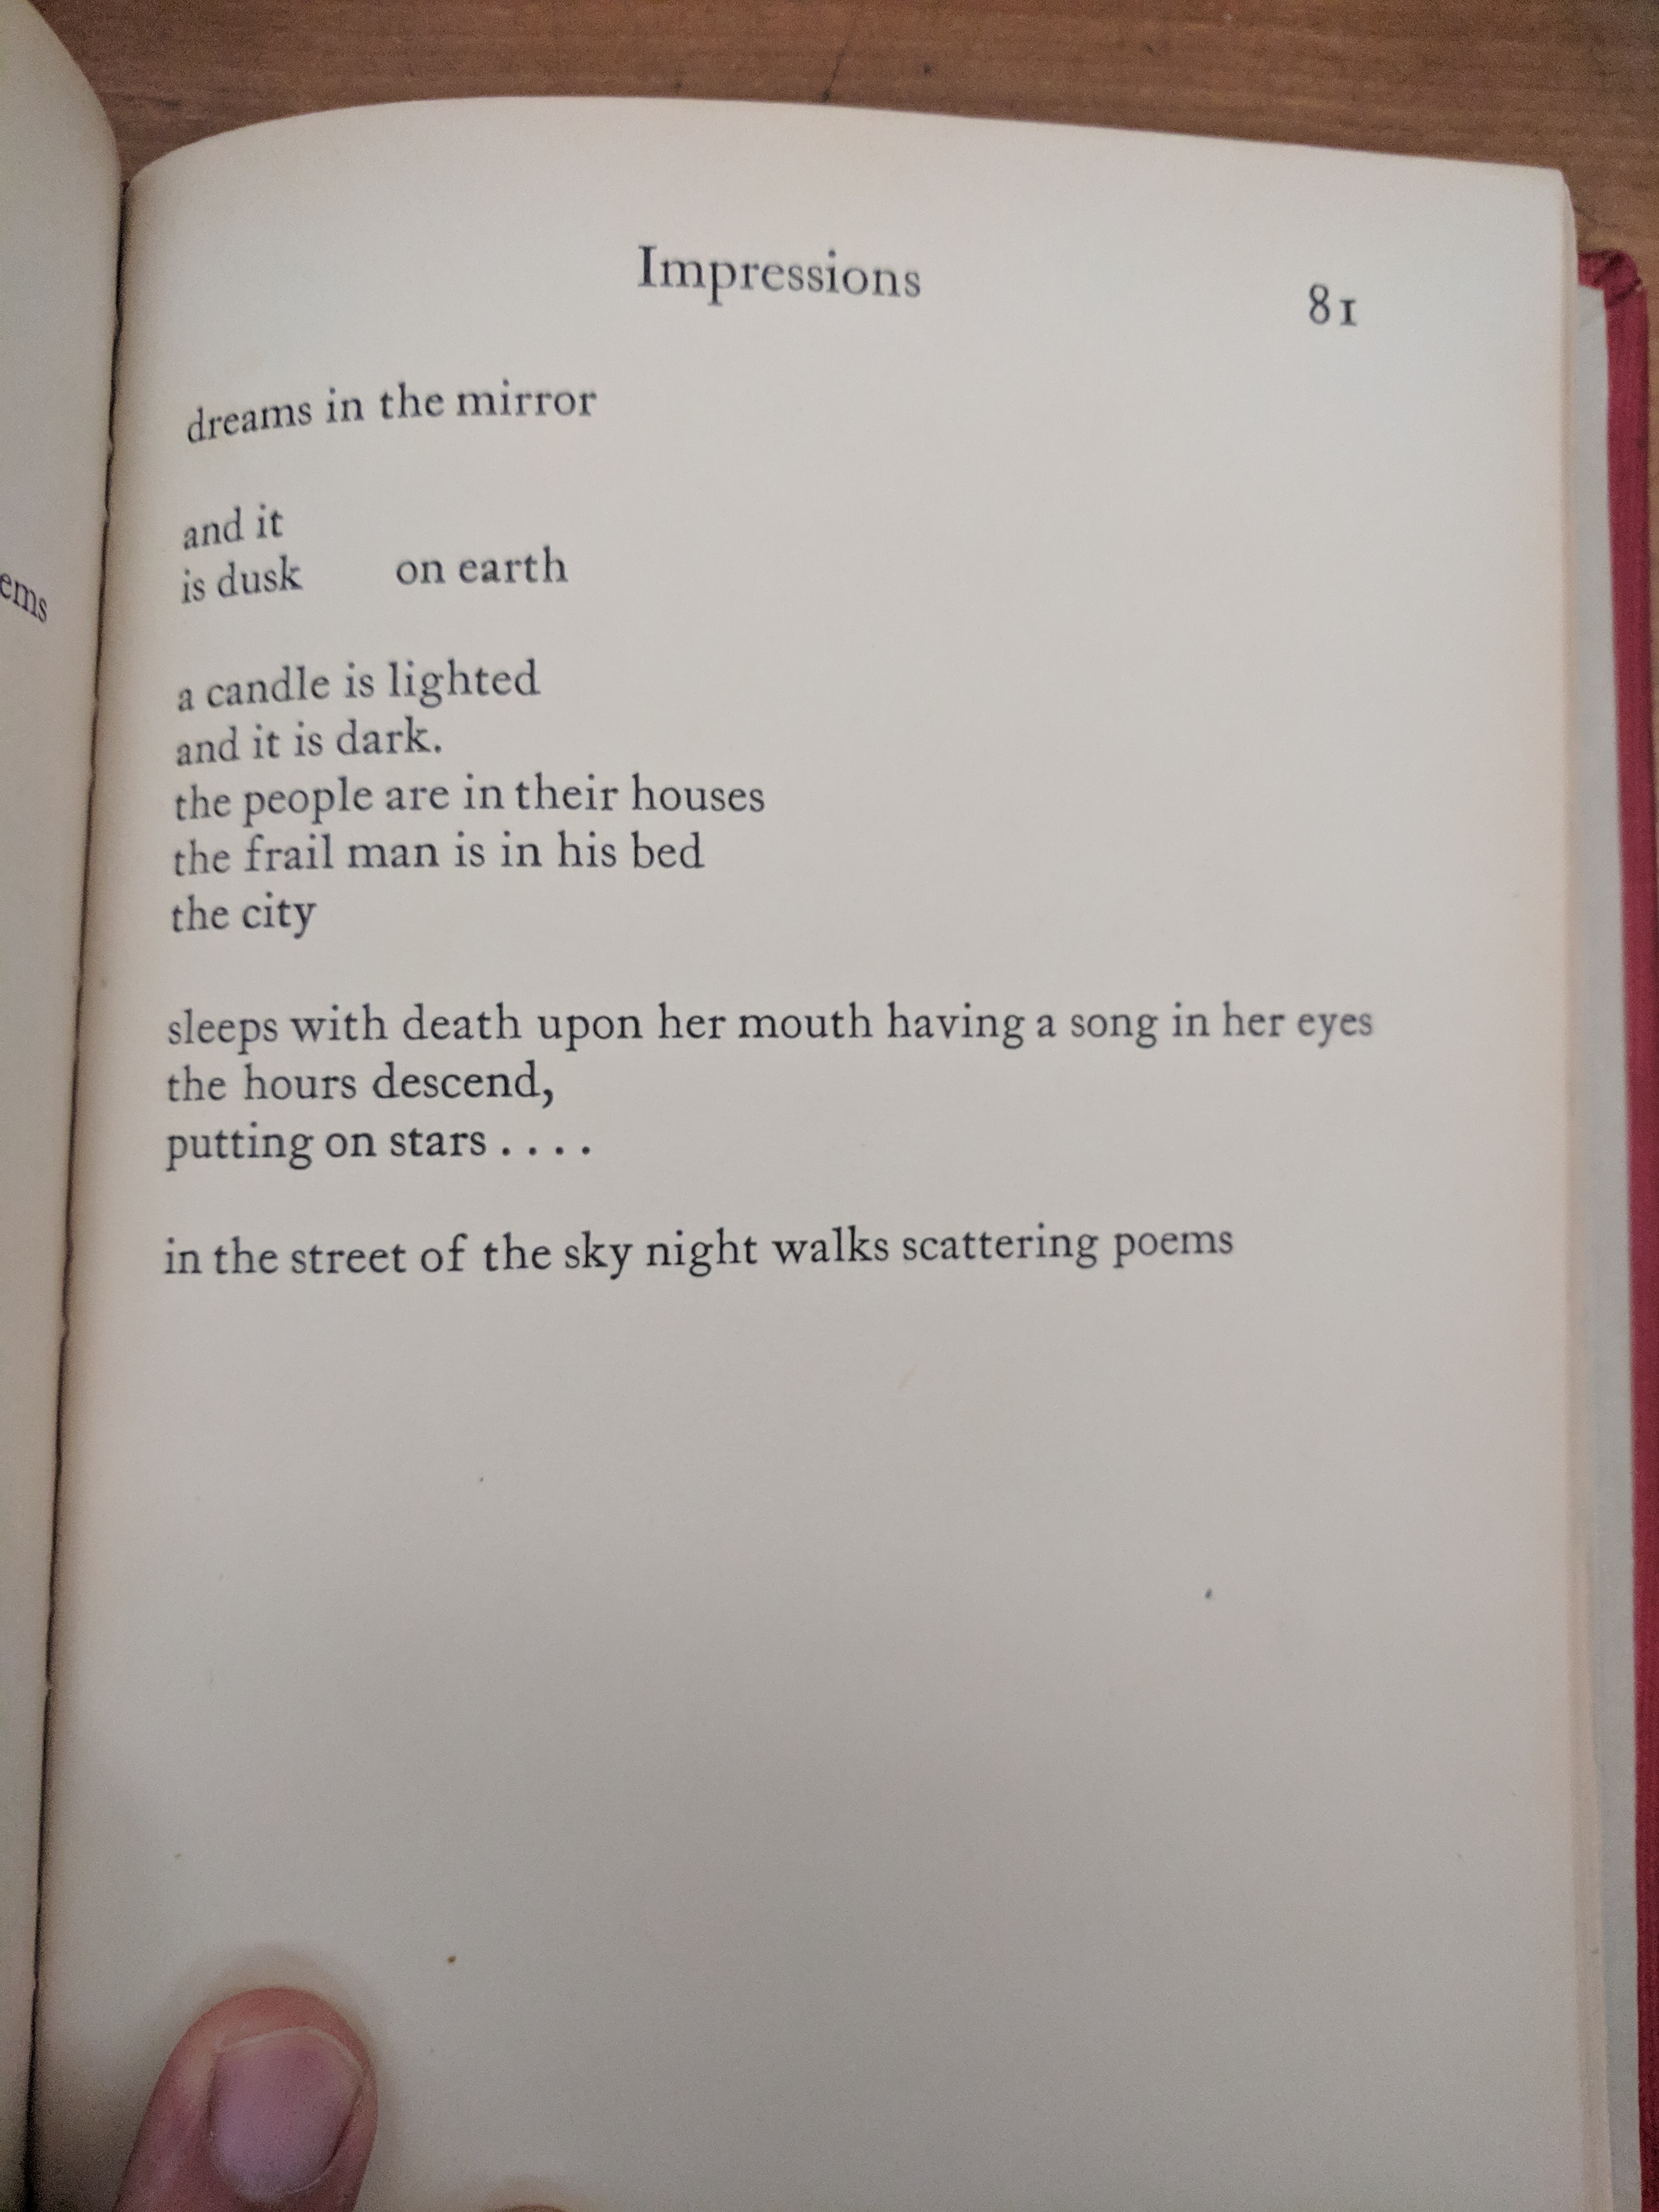 ems
Impressions
81
dreams in the mirror
and it
is dusk on earth
a candle is lighted
and it is dark.
the people are in their houses
the frail man is in his bed
the city
sleeps with death upon her mouth having a song in her eyes
the hours descend,
putting on stars . . . .
in the street of the sky night walks scattering poems